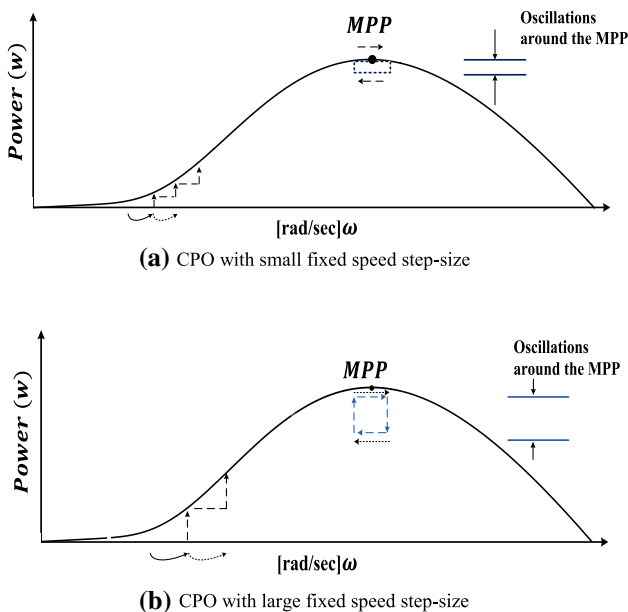 MPP
Oscillations
around the MPP
Power (w)
[rad/sec]ω
(a) CPO with small fixed speed step-size
MPP
Oscillations
around the MPP
Power (w)
[rad/sec]ω
(b) CPO with large fixed speed step-size